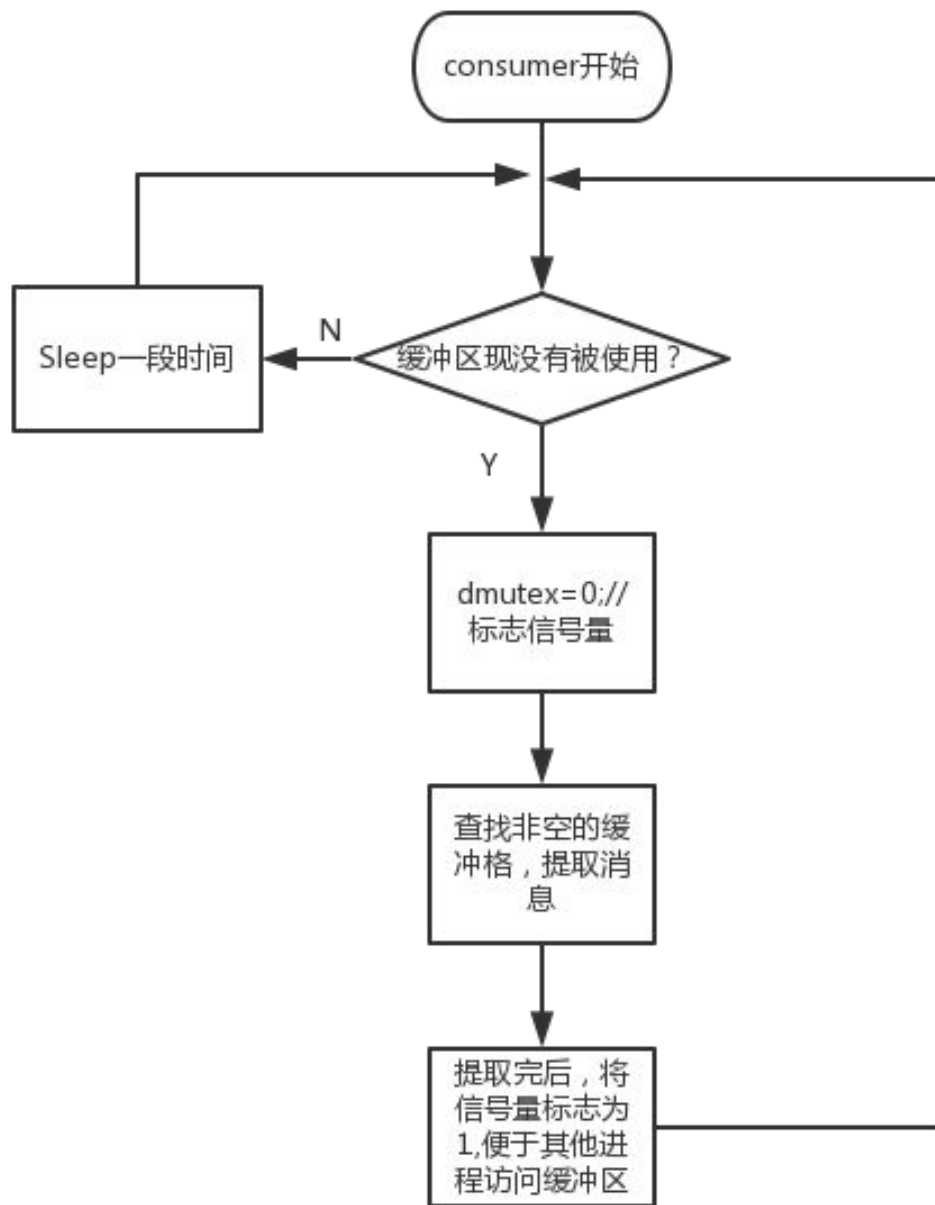 consumer开始
N
缓冲区现没有被使用？
Sleep一段时间
Y
dmutex=0;//
标志信号量
查找非空的缓
冲格，提取消
息
提取完后，将
信号量标志为
1,便于其他进
程访问缓冲区